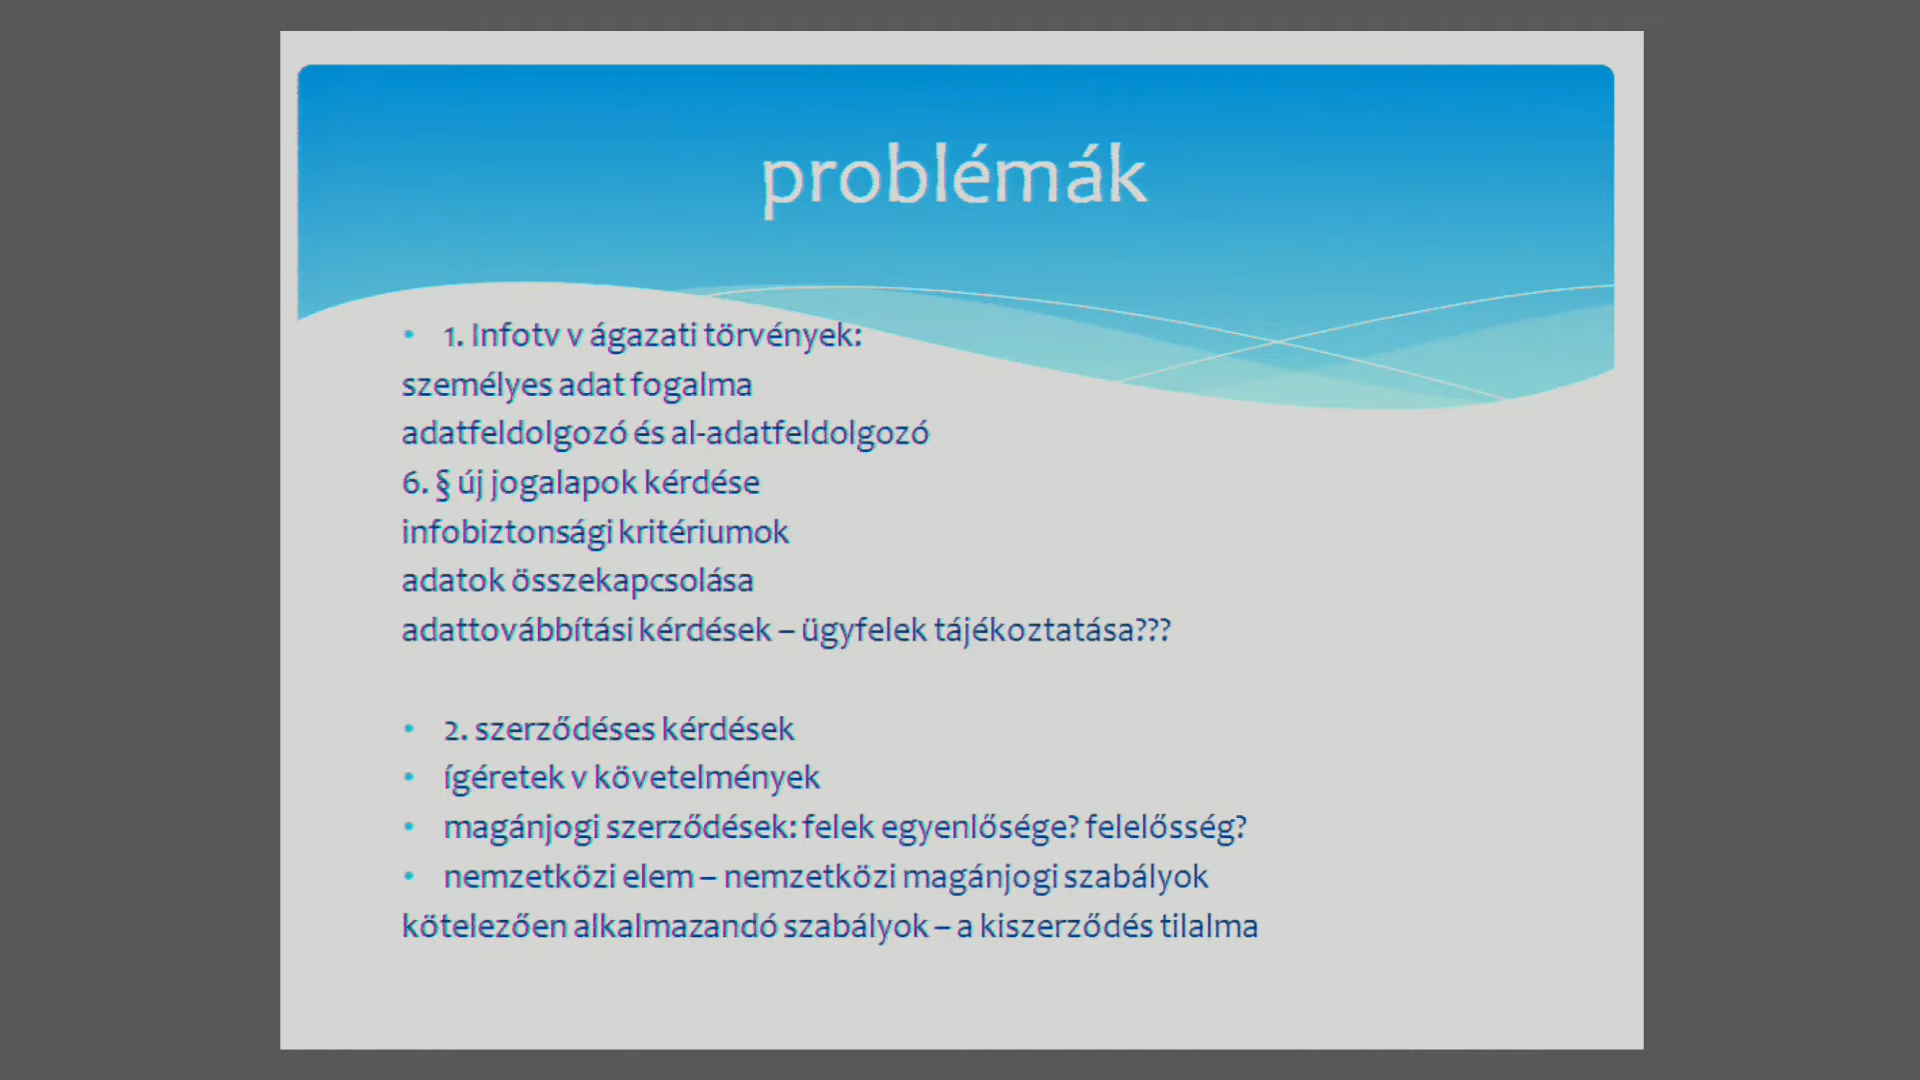 problémák
• 1. Infotv v ágazati törvények:
személyes adat fogalma
adatfeldolgozó és al-adatfeldolgozó
6. § új jogalapok kérdése
infobiztonsági kritériumok
adatok összekapcsolása
adattovábbítási kérdések – ügyfelek tájékoztatása???
• 2. szerződéses kérdések
• ígéretek v követelmények
• magánjogi szerződések: felek egyenlősége? felelősség?
• nemzetközi elem – nemzetközi magánjogi szabályok
kötelezően alkalmazandó szabályok – a kiszerződés tilalma